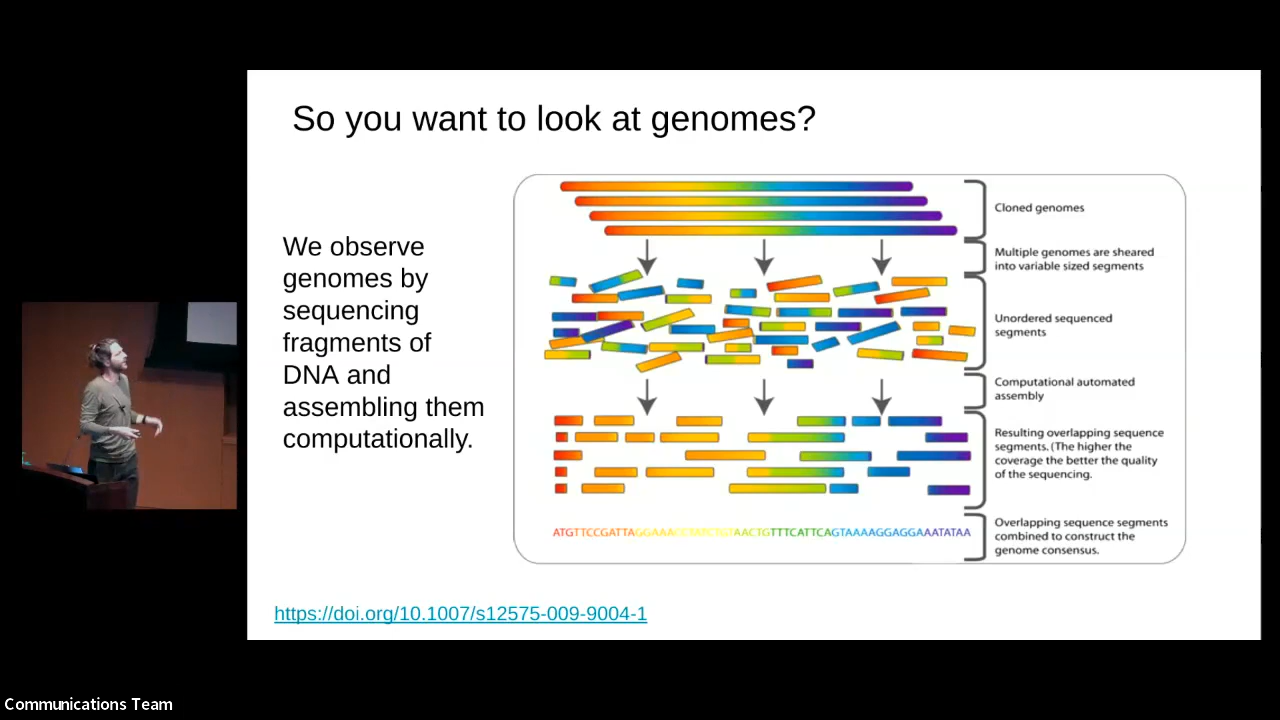 So you want to look at genomes?
We observe
genomes by
sequencing
fragments of
DNA and
assembling them
computationally.
Cloned genomes
Multiple genomes are sheared
into variable sized segments
Unordered sequenced
segments
Computational automated
assembly
Resulting overlapping sequence
segments. (The higher the
coverage the better the quality
of the sequencing.
Overlapping sequence segments
combined to construct the
genome consensus.
https://doi.org/10.1007/s12575-009-9004-1
Communications Team